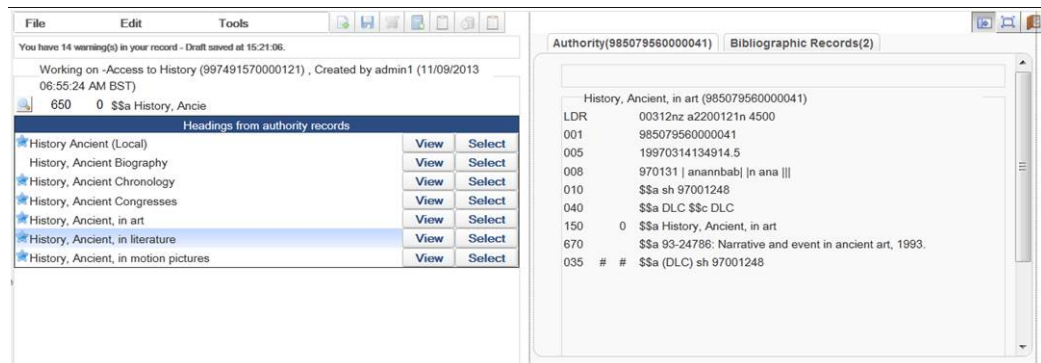 File Edit Tools
You have 14 warning(s) in your record - Draft saved at 15:21:06.
Working on -Access to History (997491570000121) , Created by admin1 (11/09/2013
06:55:24 AM BST)
650 0 $$a History, Ancie
Headings from authority records
History Ancient (Local) View Select
History, Ancient Biography View Select
History, Ancient Chronology View Select
History, Ancient Congresses View Select
History, Ancient, in art View Select
History, Ancient, in literature View Select
History, Ancient, in motion pictures View Select
Authority(985079560000041) Bibliographic Records(2)
History, Ancient, in art (985079560000041)
LDR 00312nz a2200121n 4500
001 985079560000041
005 19970314134914.5
008 970131 | anannbab| |n ana |||
010 $$a sh 97001248
040 $$a DLC $$c DLC
150 0 $$a History, Ancient, in art
670 $$a 93-24786: Narrative and event in ancient art, 1993.
035 # # $$a (DLC) sh 97001248